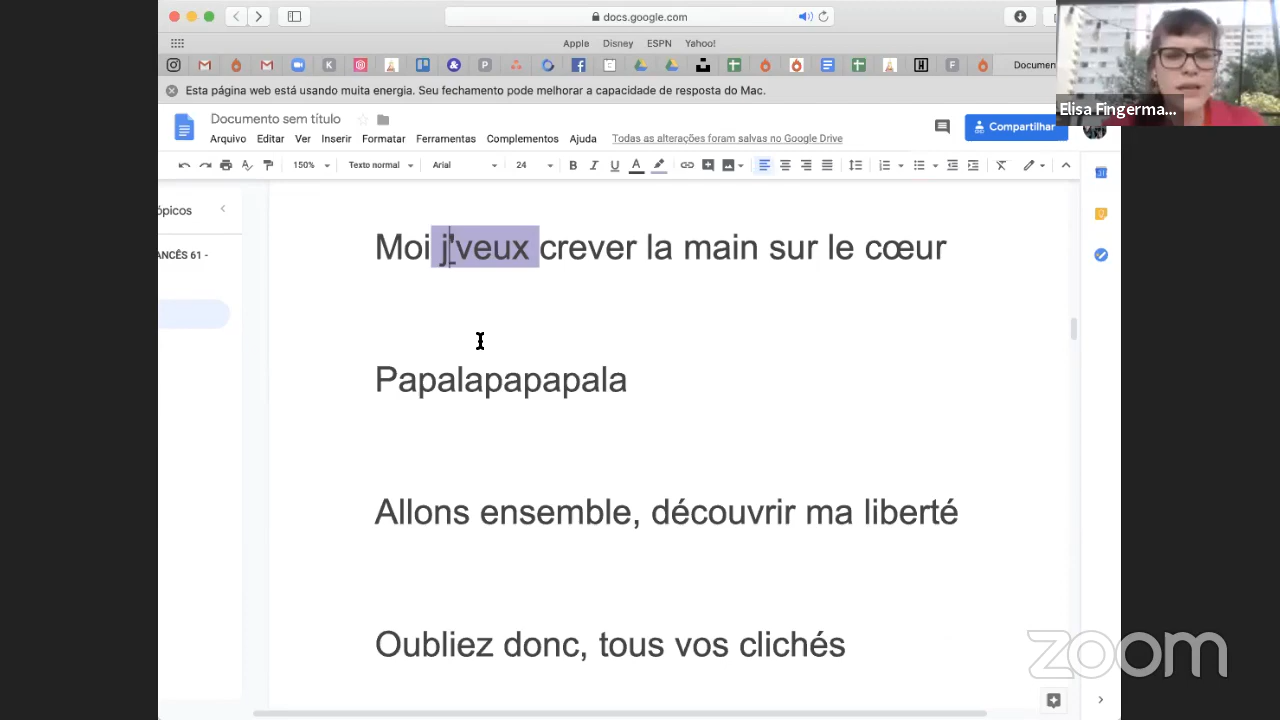 docs.google.com
Apple Disney ESPN Yahoo!
Documen
Esta página web está usando muita energia. Seu fechamento pode melhorar a capacidade de resposta do Mac.
Elisa Fingerma...
Documento sem título
Compartilhar
Arquivo Editar Ver Inserir Formatar Ferramentas Complementos Ajuda Todas as alterações foram salvas no Google Drive
150% Texto normal Arial 24 B I U A
ópicos
ANCÊS 61 -
Moi j'veux crever la main sur le cœur
Papalapapapala
Allons ensemble, découvrir ma liberté
Oubliez donc, tous vos clichés
zoom